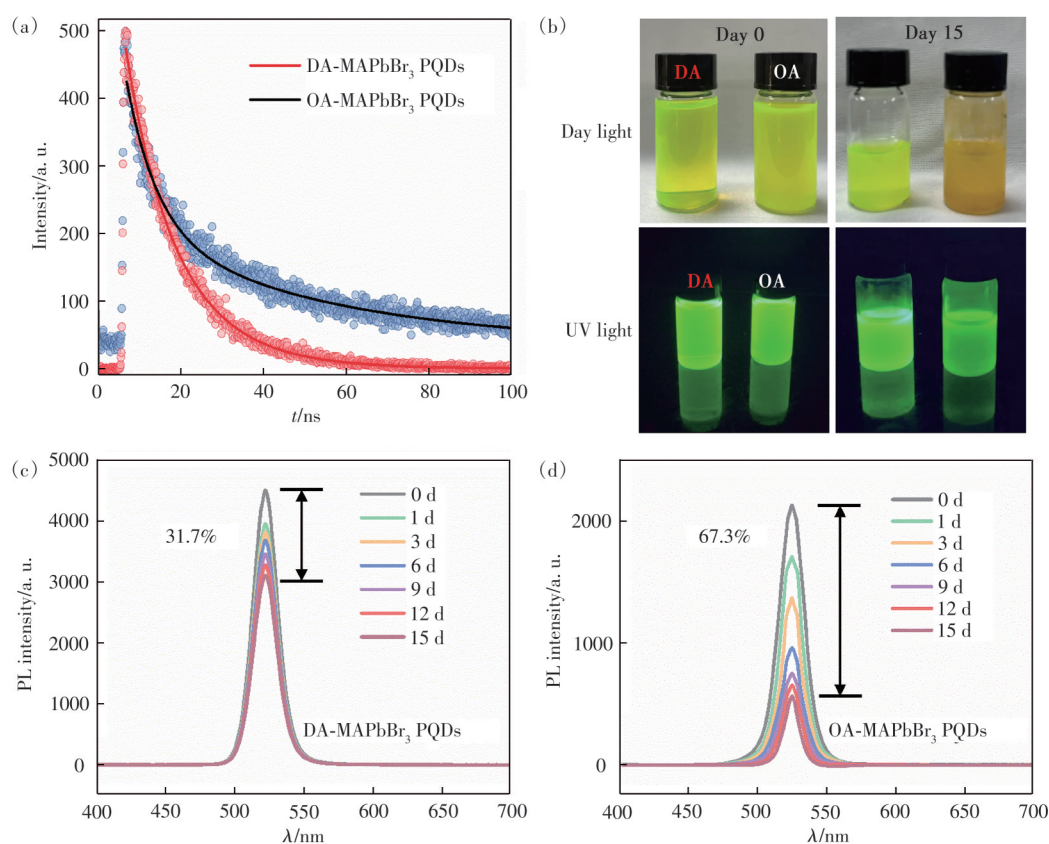 (a)
500
400
300
200
100
0
Intensity/a. u.
DA-MAPbBr₃ PQDs
OA-MAPbBr₃ PQDs
0 20 40 60 80 100
t/ns
(b)
Day 0 Day 15
DA OA
Day light
DA OA
UV light
(c)
5000
4000
3000
2000
1000
0
PL intensity/a. u.
31.7%
0 d
1 d
3 d
6 d
9 d
12 d
15 d
DA-MAPbBr₃ PQDs
400 450 500 550 600 650 700
λ/nm
(d)
2000
1000
0
PL intensity/a. u.
67.3%
0 d
1 d
3 d
6 d
9 d
12 d
15 d
OA-MAPbBr₃ PQDs
400 450 500 550 600 650 700
λ/nm